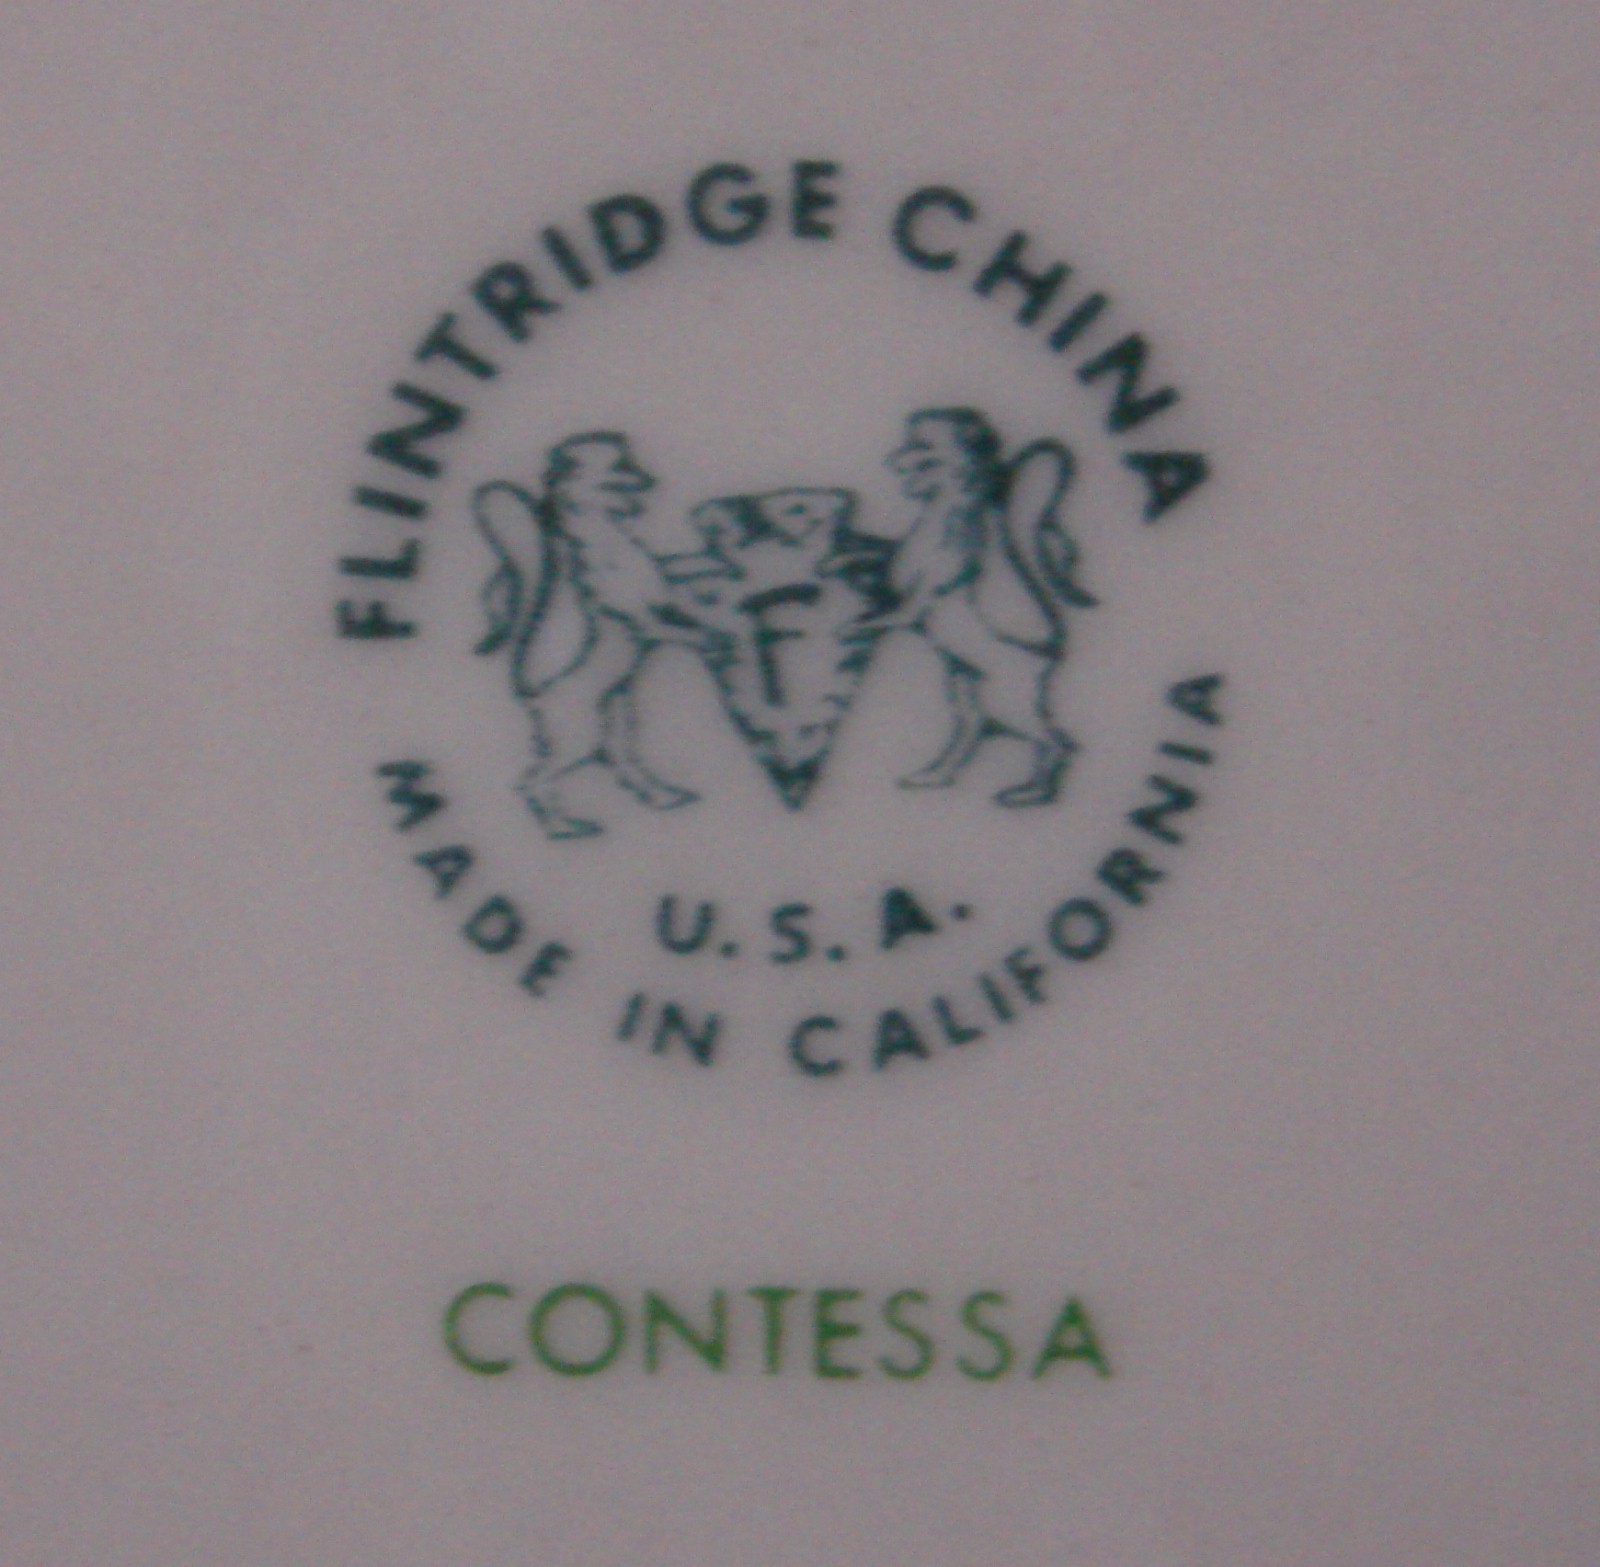 FLINTRIDGE CHINA
F
U.S.A.
MADE IN CALIFORNIA
CONTESSA